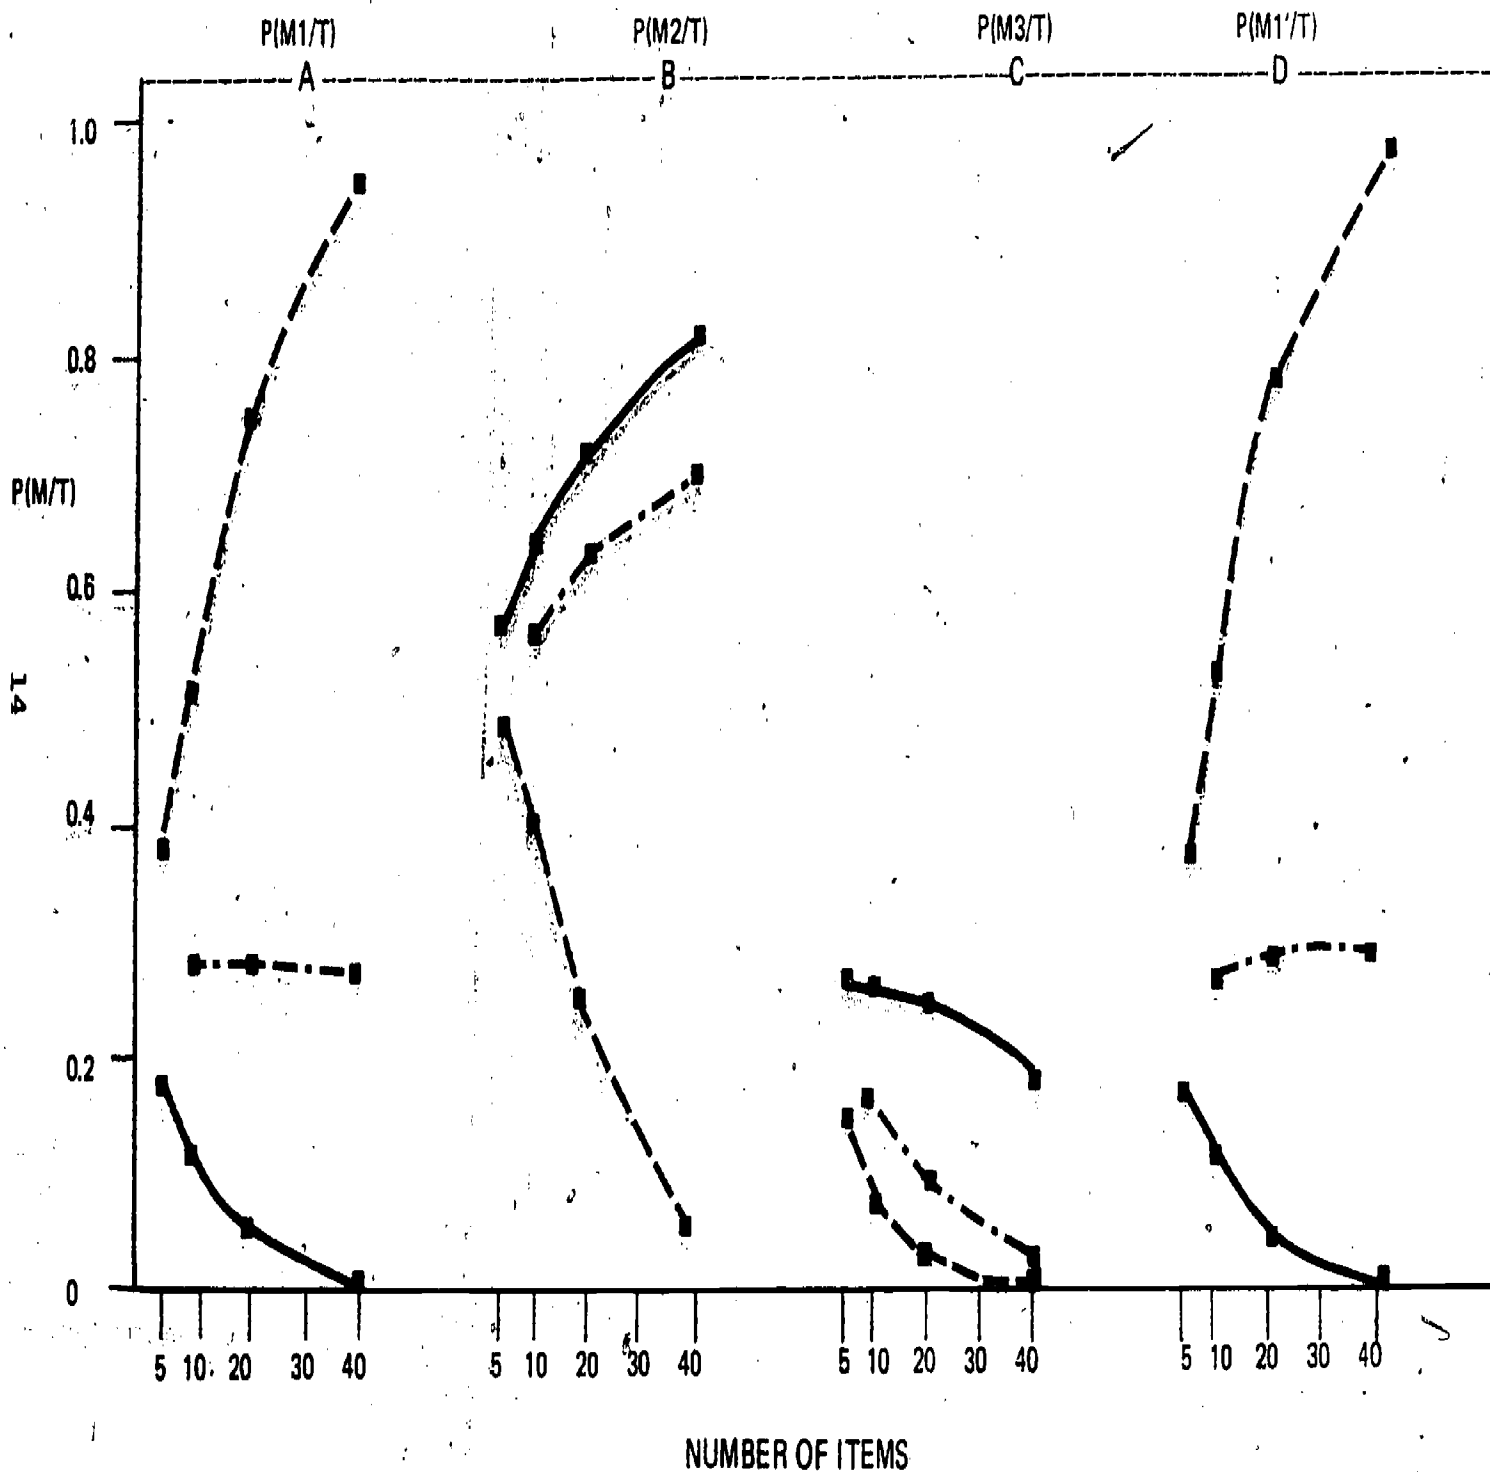 P(M1/T) P(M2/T) P(M3/T) P(M1'/T)
A B C D
1.0
0.8
P(M/T)
0.6
14
0.4
0.2
0
5 10 20 30 40 5 10 20 30 40 5 10 20 30 40 5 10 20 30 40
NUMBER OF ITEMS